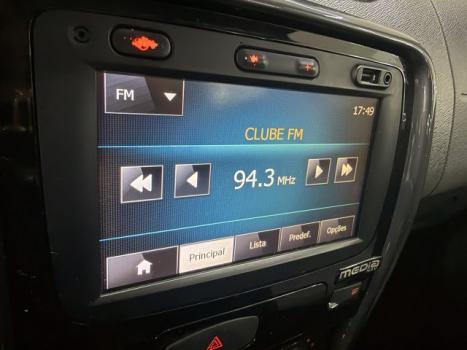 FM
17:49
CLUBE FM
94.3 MHz
Principal
Lista
Predef.
Opções
MEDIA